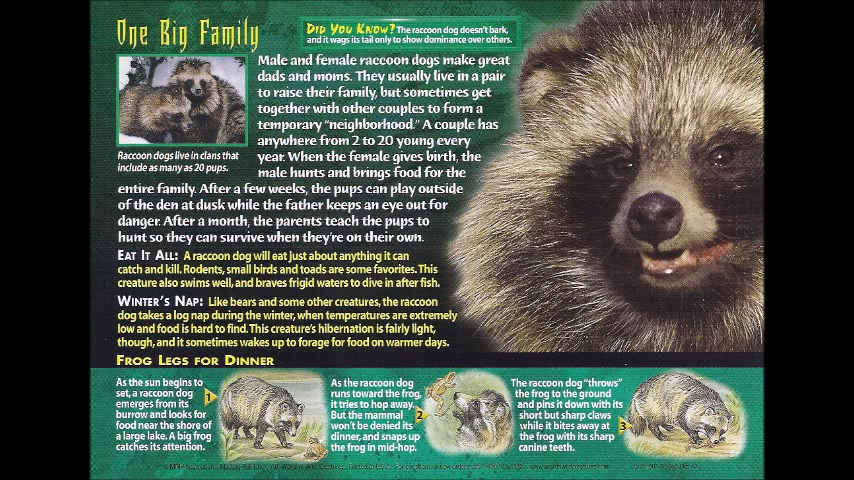 One Big Family
Did You Know? The raccoon dog doesn't bark,
and it wags its tail only to show dominance over others.
Raccoon dogs live in clans that
include as many as 20 pups.
Male and female raccoon dogs make great
dads and moms. They usually live in a pair
to raise their family, but sometimes get
together with other couples to form a
temporary “neighborhood.” A couple has
anywhere from 2 to 20 young every
year. When the female gives birth, the
male hunts and brings food for the
entire family. After a few weeks, the pups can play outside
of the den at dusk while the father keeps an eye out for
danger. After a month, the parents teach the pups to
hunt so they can survive when they're on their own.
Eat It All: A raccoon dog will eat just about anything it can
catch and kill. Rodents, small birds and toads are some favorites. This
creature also swims well, and braves frigid waters to dive in after fish.
Winter's Nap: Like bears and some other creatures, the raccoon
dog takes a log nap during the winter, when temperatures are extremely
low and food is hard to find. This creature's hibernation is fairly light,
though, and it sometimes wakes up to forage for food on warmer days.
Frog Legs for Dinner
As the sun begins to
set, a raccoon dog
emerges from its
burrow and looks for
food near the shore of
a large lake. A big frog
catches its attention.
1
As the raccoon dog
runs toward the frog,
it tries to hop away.
But the mammal
won't be denied its
dinner, and snaps up
the frog in mid-hop.
2
The raccoon dog “throws”
the frog to the ground
and pins it down with its
short but sharp claws
while it bites away at
the frog with its sharp
canine teeth.
3